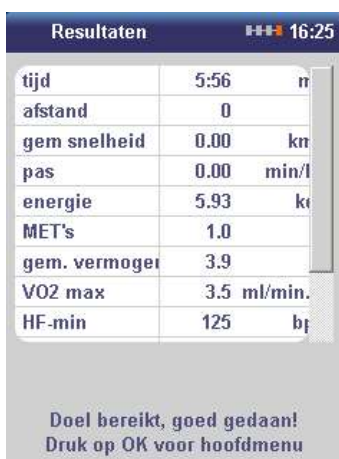 Resultaten 16:25
tijd 5:56
afstand 0
gem snelheid 0.00
pas 0.00
energie 5.93
MET's 1.0
gem. 3.9
VO2 max 3.5 ml/min.
HF-min 125
Doel bereikt, goed gedaan!
Druk op OK voor hoofdmenu